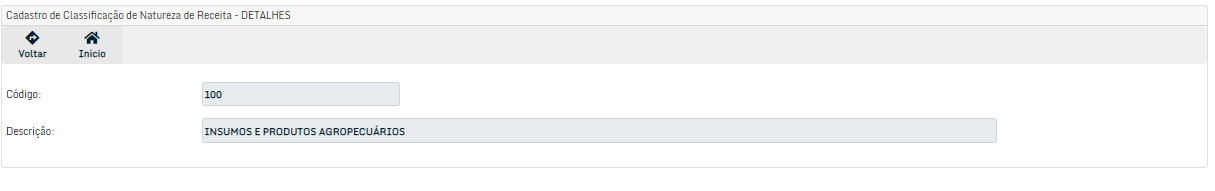 Cadastro de Classificação de Natureza de Receita - DETALHES
Voltar
Inicio
Código:
100
Descrição:
INSUMOS E PRODUTOS AGROPECUÁRIOS